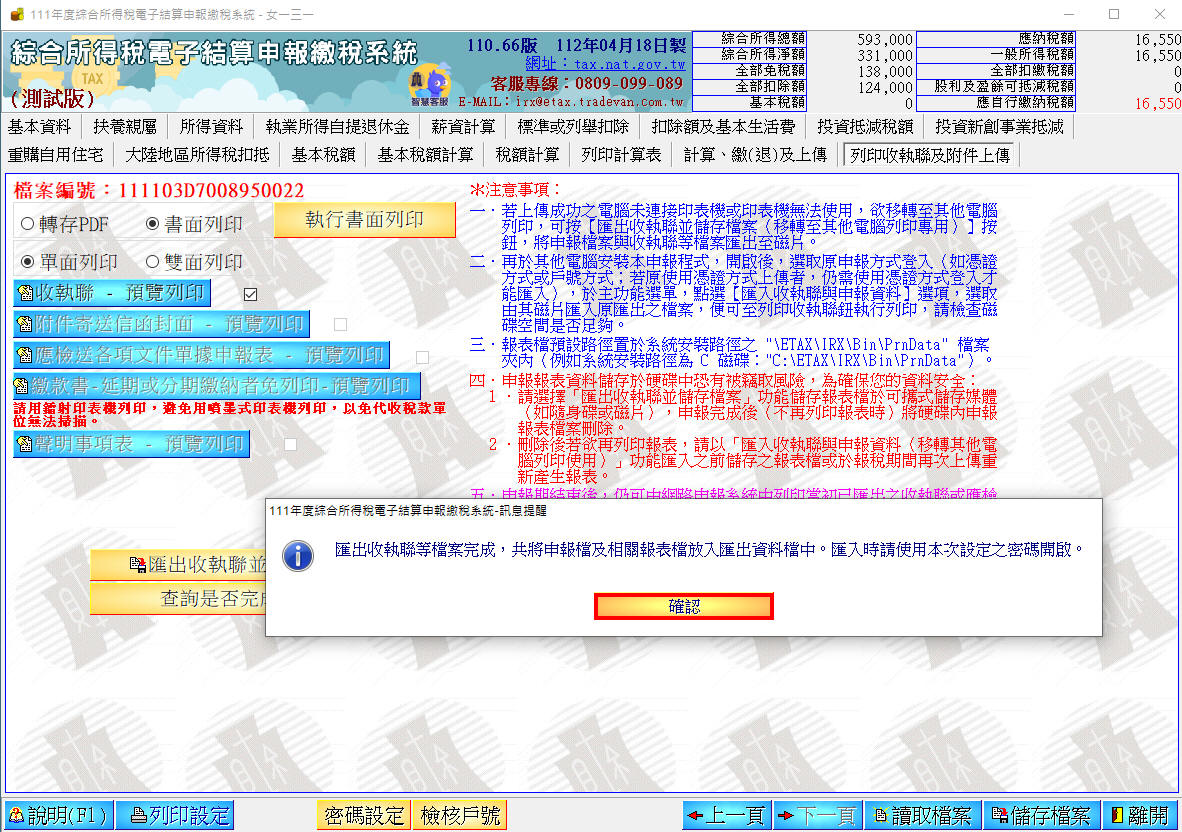 111年度綜合所得稅電子結算申報繳稅系統 - 女一三一
綜合所得稅電子結算申報繳稅系統
TAX
(測試版)
110.66版 112年04月18日製
網址：tax.nat.gov.tw
客服專線：0809-099-089
E-MAIL：irx@etax.tradevan.com.tw
智慧客服
綜合所得總額 593,000 應納稅額 16,550
綜合所得淨額 331,000 一般所得稅額 16,550
全部免稅額 138,000 全部扣繳稅額 0
全部扣除額 124,000 股利及盈餘可抵減稅額 0
基本稅額 0 應自行繳納稅額 16,550
基本資料 扶養親屬 所得資料 執業所得自提退休金 薪資計算 標準或列舉扣除 扣除額及基本生活費 投資抵減稅額 投資新創事業抵減
重購自用住宅 大陸地區所得稅扣抵 基本稅額 基本稅額計算 稅額計算 列印計算表 計算、繳(退)及上傳 列印收執聯及附件上傳
檔案編號：111103D7008950022
轉存PDF 書面列印 執行書面列印
單面列印 雙面列印
收執聯 - 預覽列印
附件寄送信函封面 - 預覽列印
應檢送各項文件單據申報表 - 預覽列印
繳款書-延期或分期繳納者免列印-預覽列印
請用鐳射印表機列印，避免用噴墨式印表機列印，以免代收稅款單
位無法掃描。
聲明事項表 - 預覽列印
※注意事項：
一．若上傳成功之電腦未連接印表機或印表機無法使用，欲移轉至其他電腦
列印，可按［匯出收執聯並儲存檔案（移轉至其他電腦列印專用）］按
鈕，將申報檔案與收執聯等檔案匯出至磁片。
二．再於其他電腦安裝本申報程式，開啟後，選取原申報方式登入（如憑證
方式或戶號方式；若原使用憑證方式上傳者，仍需使用憑證方式登入才
能匯入），於主功能選單，點選［匯入收執聯與申報資料］選項，選取
由其磁片匯入原匯出之檔案，便可至列印收執聯鈕執行列印，請檢查磁
碟空間是否足夠。
三．報表檔預設路徑置於系統安裝路徑之 "\ETAX\IRX\Bin\PrnData" 檔案
夾內（例如系統安裝路徑為 C 磁碟："C:\ETAX\IRX\Bin\PrnData"）。
四．申報報表資料儲存於硬碟中恐有被竊取風險，為確保您的資料安全：
1．請選擇「匯出收執聯並儲存檔案」功能儲存報表檔於可攜式儲存媒體
（如隨身碟或磁片），申報完成後（不再列印報表時）將硬碟內申報
報表檔案刪除。
2．刪除後若欲再列印報表，請以「匯入收執聯與申報資料（移轉其他電
腦列印使用）」功能匯入之前儲存之報表檔或於報稅期間再次上傳重
新產生報表。
五．申報期結束後，仍可由網路申報系統中列印當初已匯出之收執聯或應檢
匯出收執聯並
查詢是否完成
111年度綜合所得稅電子結算申報繳稅系統-訊息提醒
匯出收執聯等檔案完成，共將申報檔及相關報表檔放入匯出資料檔中。匯入時請使用本次設定之密碼開啟。
確認
說明(F1) 列印設定 密碼設定 檢核戶號 上一頁 下一頁 讀取檔案 儲存檔案 離開